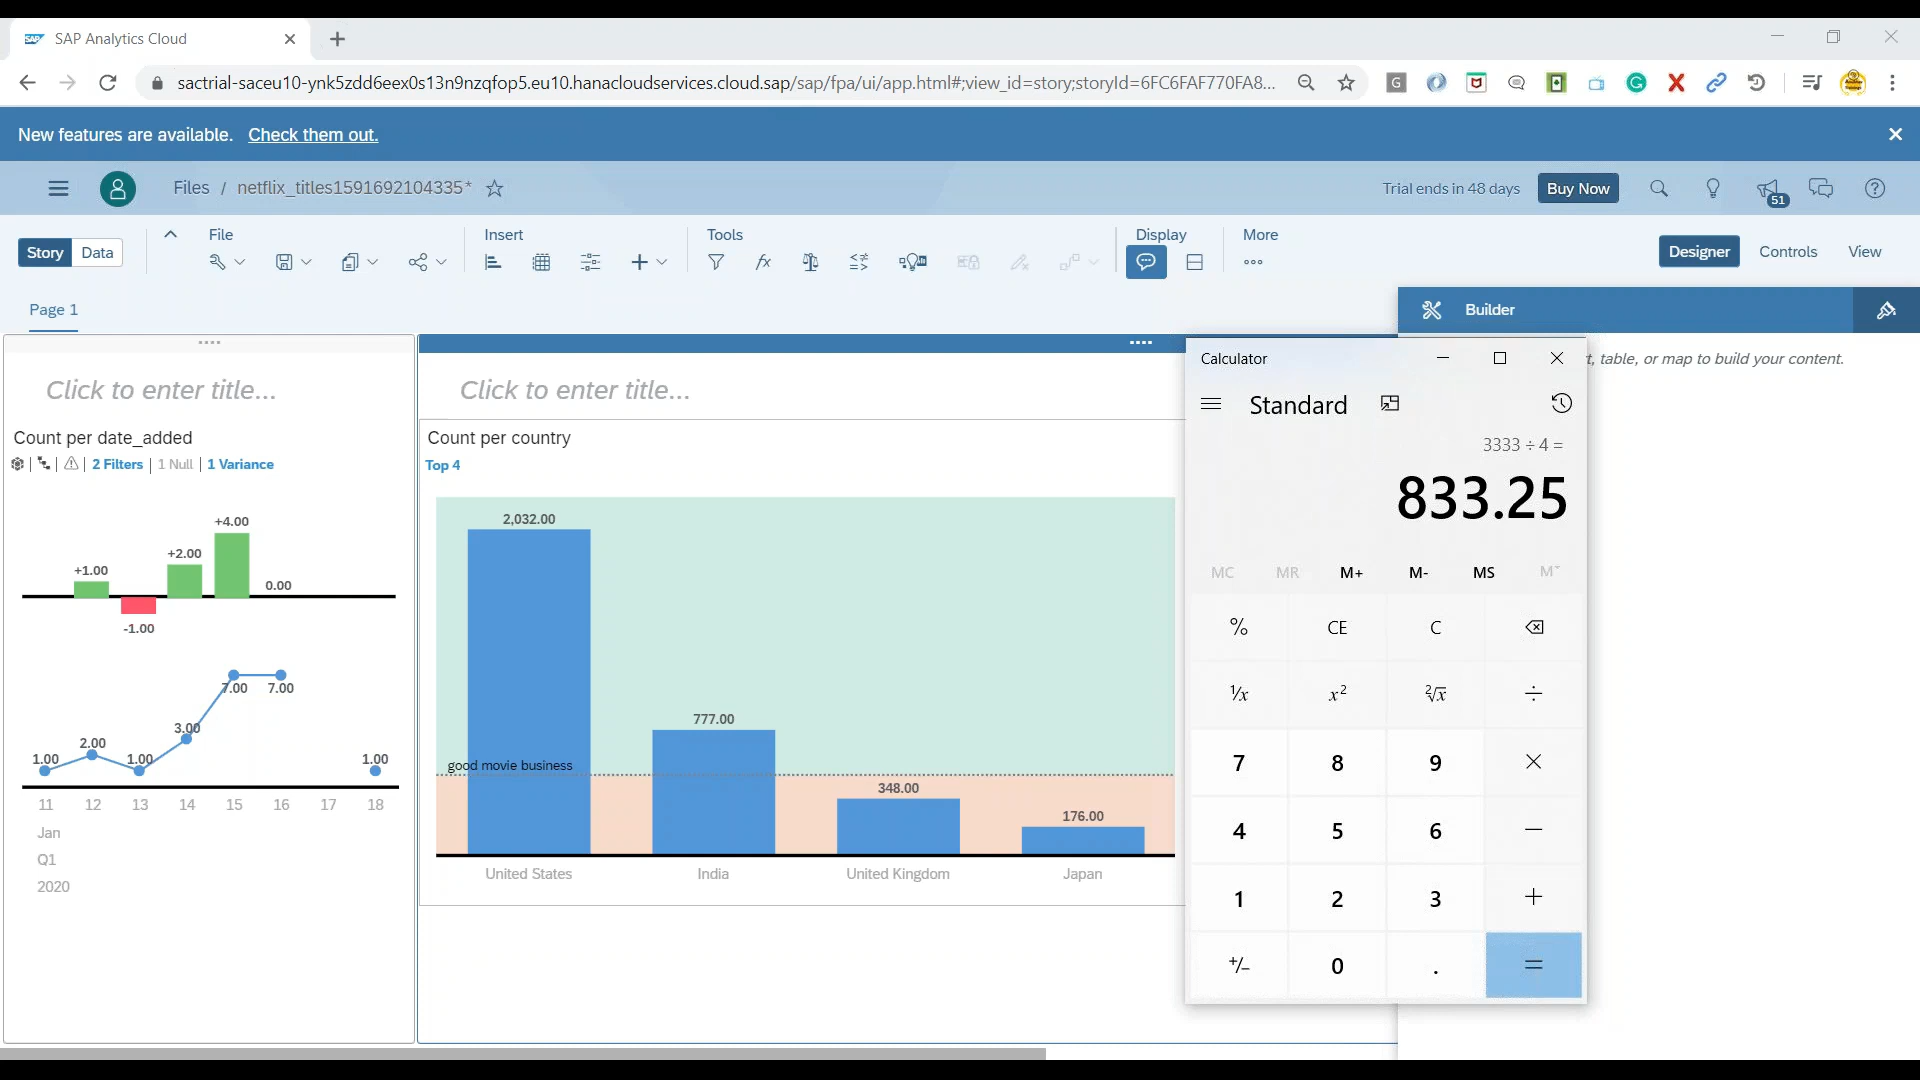 SAP Analytics Cloud
sactrial-saceu10-ynk5zdd6eex0s13n9nzqfop5.eu10.hanacloudservices.cloud.sap/sap/fpa/ui/app.html#;view_id=story;storyId=6FC6FAF770FA8...
New features are available. Check them out.
Files / netflix_titles1591692104335*
Trial ends in 48 days
Buy Now
51
Story Data
File
Insert
Tools
Display
More
Designer
Controls
View
Page 1
Builder
t, table, or map to build your content.
Click to enter title...
Count per date_added
2 Filters | 1 Null | 1 Variance
+4.00
+2.00
+1.00
0.00
-1.00
7.00 7.00
3.00
2.00
1.00 1.00 1.00
11 12 13 14 15 16 17 18
Jan
Q1
2020
Click to enter title...
Count per country
Top 4
2,032.00
777.00
good movie business
348.00
176.00
United States India United Kingdom Japan
Calculator
Standard
3333 ÷ 4 =
833.25
MC MR M+ M- MS M˅
% CE C
¹/x x² ²√x ÷
7 8 9 ×
4 5 6 −
1 2 3 +
+/− 0 . =